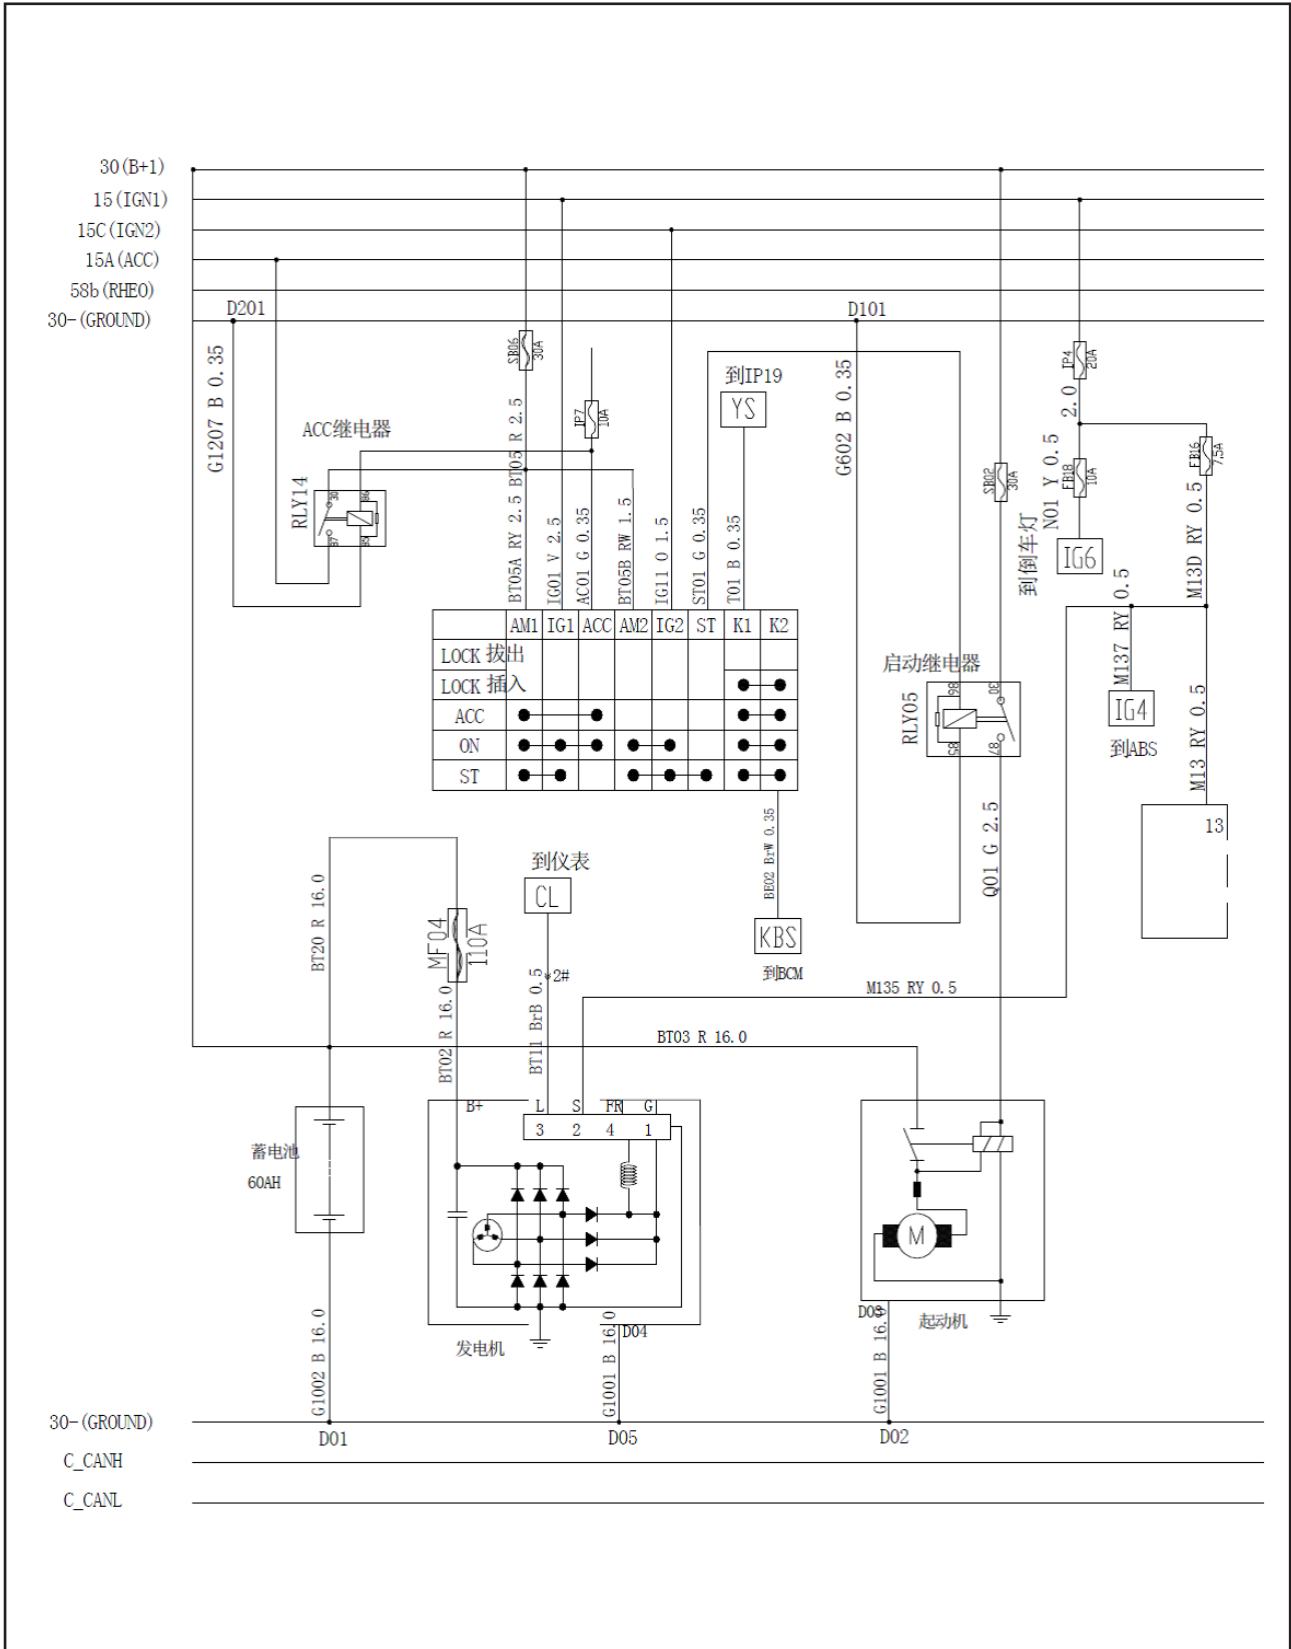 30(B+1)
15(IGN1)
15C(IGN2)
15A(ACC)
58b(RHEO)
30-(GROUND)
D201
D101
G1207 B 0.35
SB06
30A
BT05 R 2.5
IP7
10A
到IP19
YS
G602 B 0.35
IP4
20A
2.0
FB16
7.5A
SB02
30A
N01 Y 0.5
FB18
10A
ACC继电器
RLY14
30
86
87
85
BT05A RY 2.5
IG01 V 2.5
AC01 G 0.35
BT05B RW 1.5
IG11 O 1.5
ST01 G 0.35
T01 B 0.35
到倒车灯
IG6
M13D RY 0.5
M137 RY 0.5
IG4
到ABS
M13 RY 0.5
13
AM1 IG1 ACC AM2 IG2 ST K1 K2
LOCK 拔出
LOCK 插入
ACC
ON
ST
启动继电器
RLY05
86
30
85
87
Q01 G 2.5
BE02 BrW 0.35
KBS
到BCM
到仪表
CL
2#
BT11 BrB 0.5
BT20 R 16.0
MF04
110A
BT02 R 16.0
M135 RY 0.5
BT03 R 16.0
B+
L S FR G
3 2 4 1
蓄电池
60AH
M
发电机
D04
D03
起动机
G1002 B 16.0
G1001 B 16.0
G1001 B 16.0
30-(GROUND)
D01
D05
D02
C_CANH
C_CANL